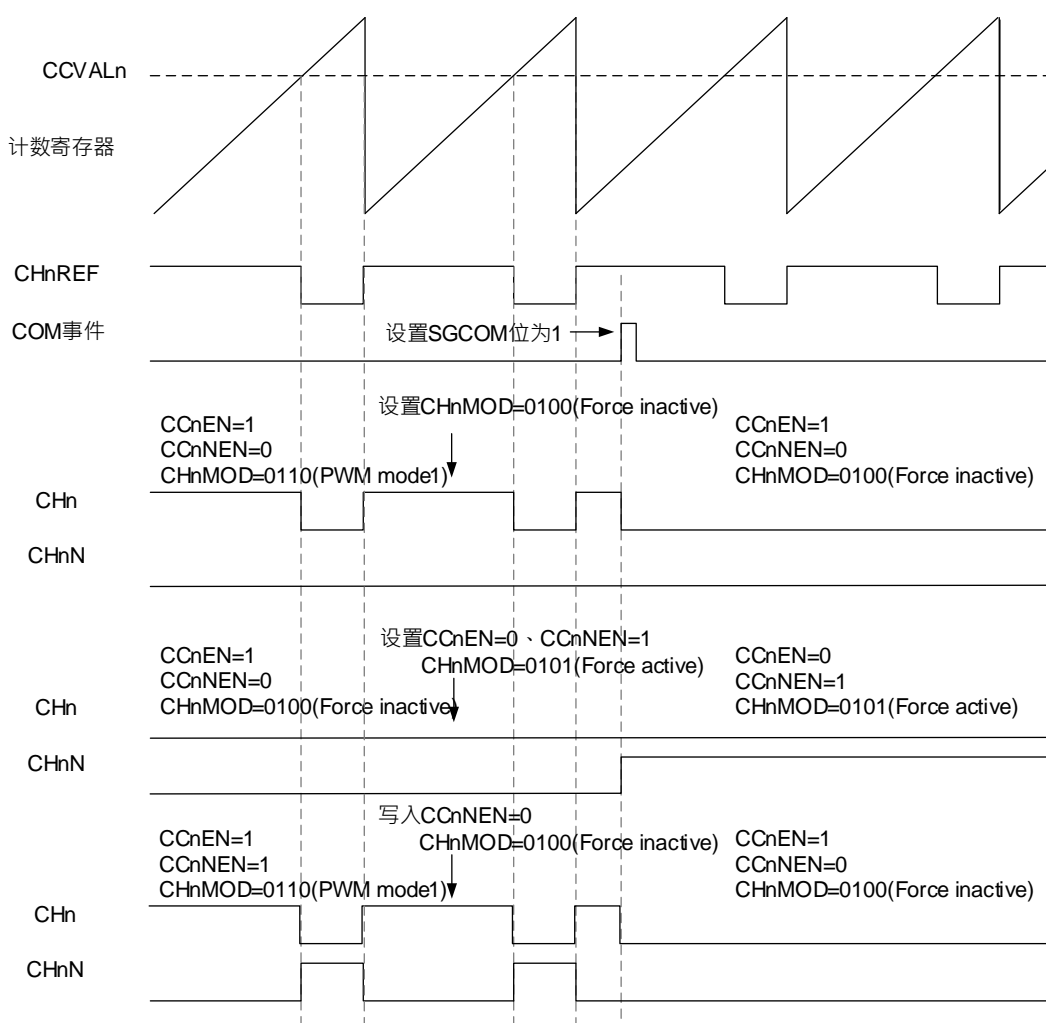 CCVALn
计数寄存器
CHnREF
COM事件
设置SGCOM位为1
设置CHnMOD=0100(Force inactive)
CCnEN=1
CCnNEN=0
CHnMOD=0110(PWM mode1)
CCnEN=1
CCnNEN=0
CHnMOD=0100(Force inactive)
CHn
CHnN
设置CCnEN=0、CCnNEN=1
CHnMOD=0101(Force active)
CCnEN=1
CCnNEN=0
CHnMOD=0100(Force inactive)
CCnEN=0
CCnNEN=1
CHnMOD=0101(Force active)
CHn
CHnN
写入CCnNEN=0
CHnMOD=0100(Force inactive)
CCnEN=1
CCnNEN=1
CHnMOD=0110(PWM mode1)
CCnEN=1
CCnNEN=0
CHnMOD=0100(Force inactive)
CHn
CHnN